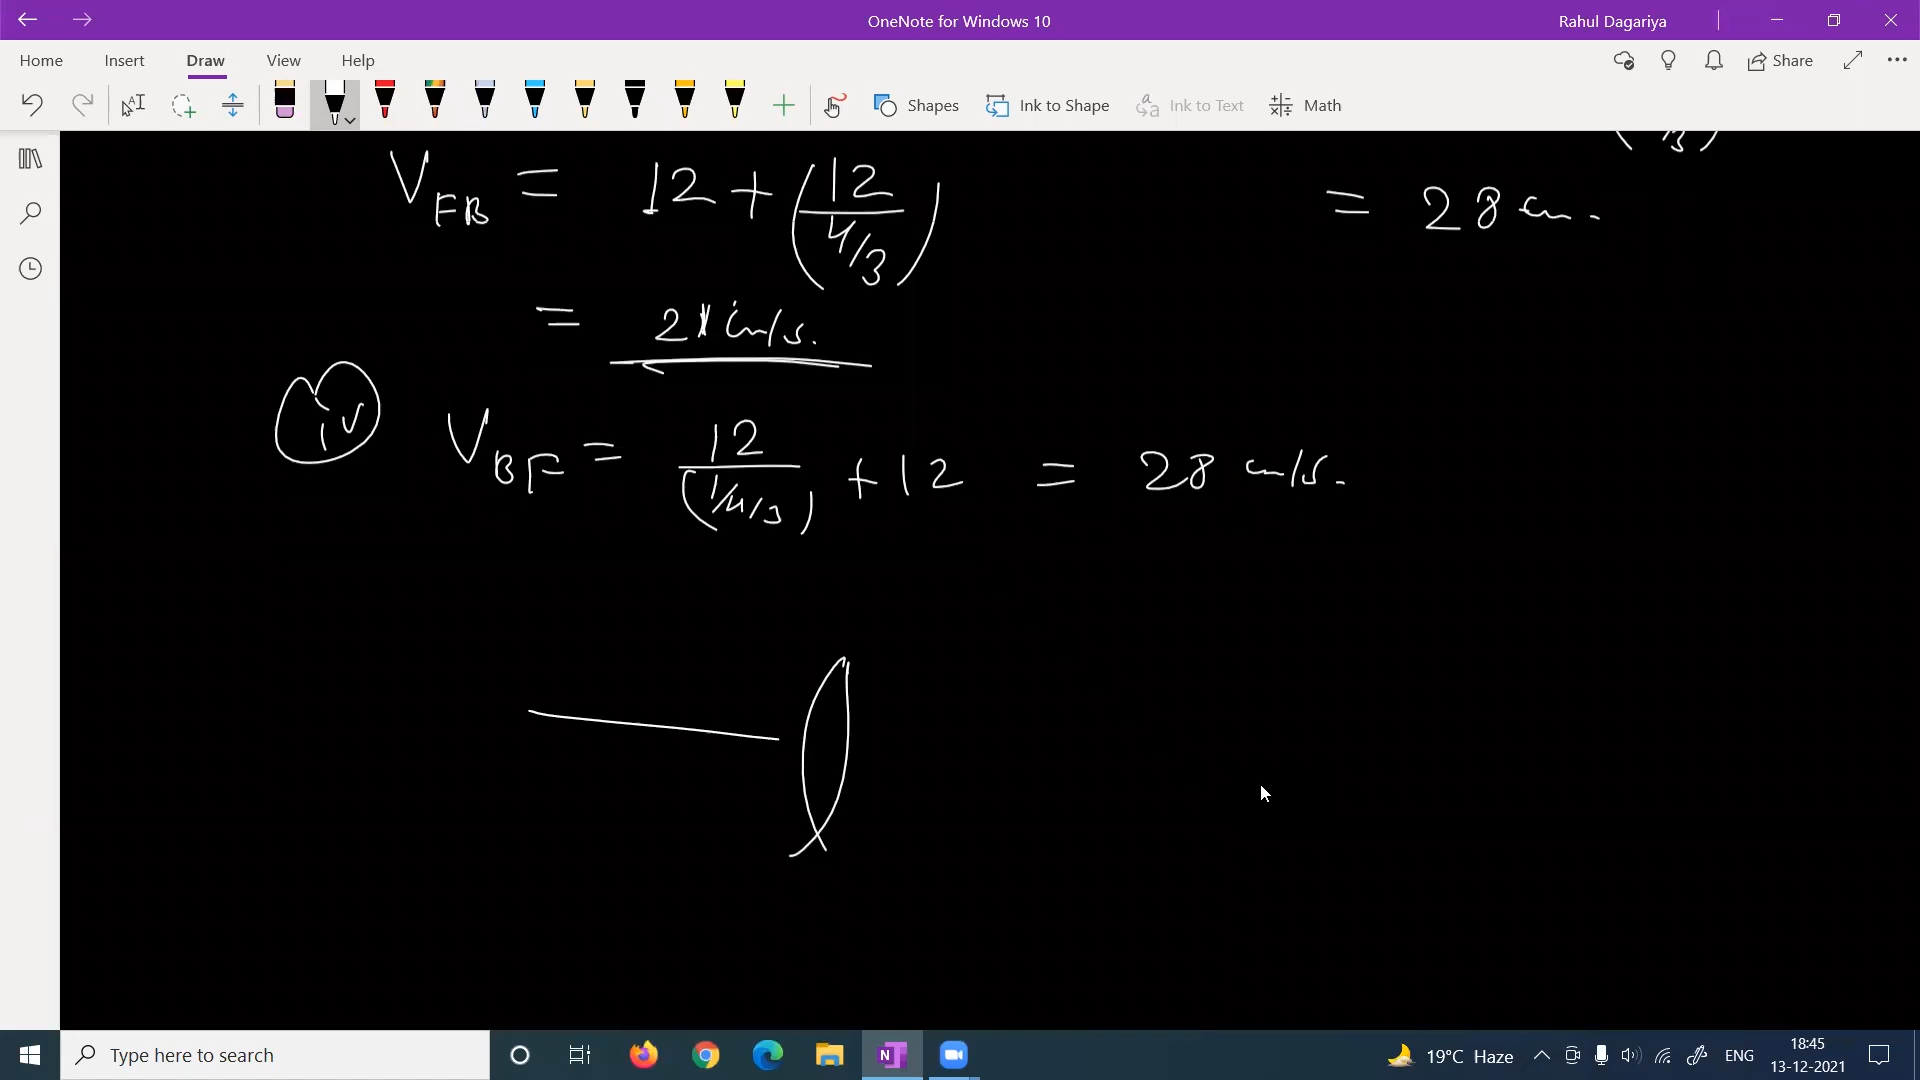 OneNote for Windows 10
Rahul Dagariya
Home Insert Draw View Help
Share
Shapes Ink to Shape Ink to Text Math
V_FB = 12 + (12/(4/3))
= 28 cm.
= 21 cm/s.
iv
V_BF = 12/(1/4/3) + 12 = 28 cm/s.
Type here to search
19°C Haze
ENG
18:45
13-12-2021